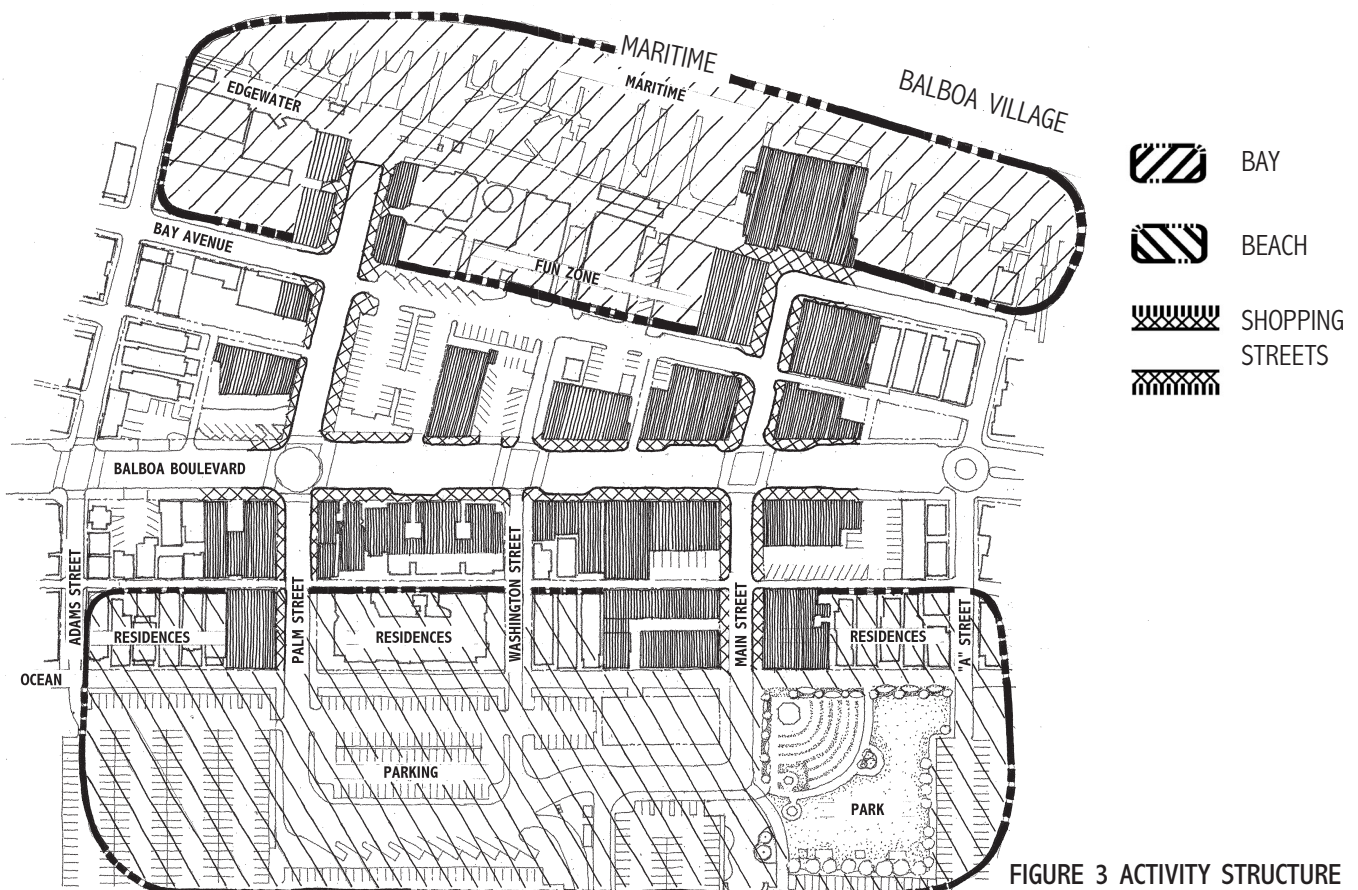 MARITIME
BALBOA VILLAGE
MARITIME
EDGEWATER
BAY
BAY AVENUE
BEACH
FUN ZONE
SHOPPING
STREETS
BALBOA BOULEVARD
ADAMS STREET
PALM STREET
WASHINGTON STREET
MAIN STREET
"A" STREET
RESIDENCES
RESIDENCES
RESIDENCES
OCEAN
PARKING
PARK
FIGURE 3 ACTIVITY STRUCTURE